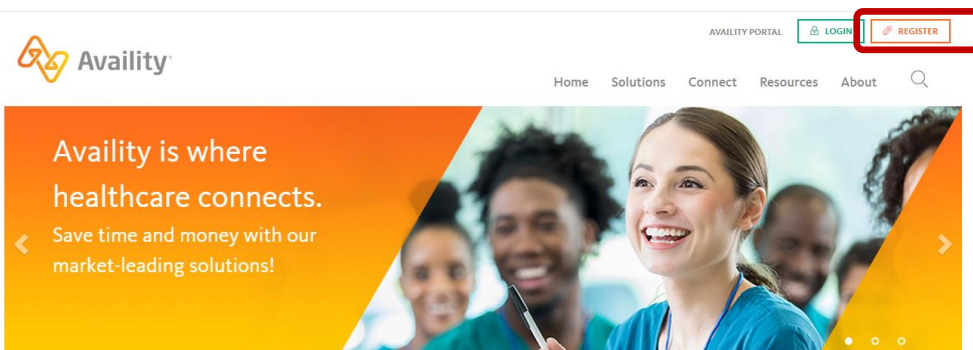 AVAILITY PORTAL LOGIN REGISTER
Availity
Home Solutions Connect Resources About
Availity is where
healthcare connects.
Save time and money with our
market-leading solutions!